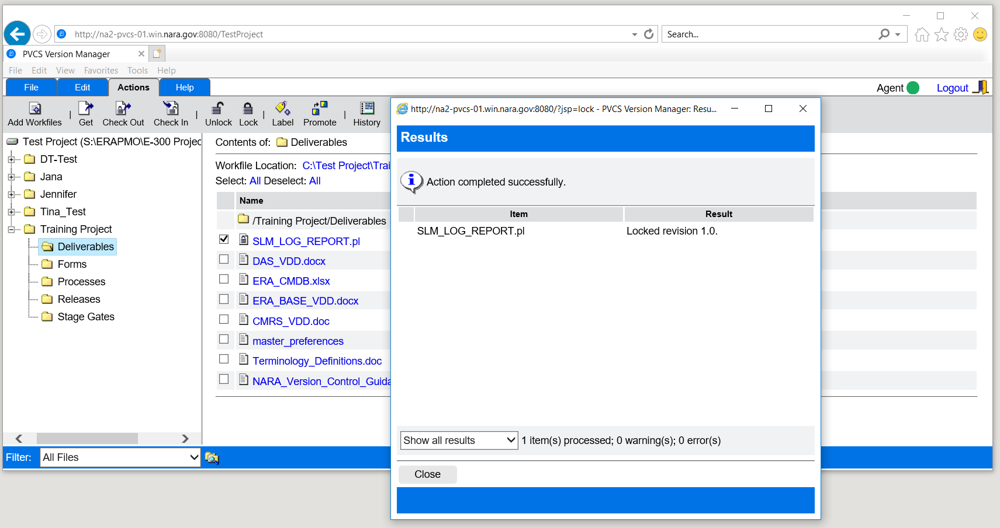 http://na2-pvcs-01.win.nara.gov:8080/TestProject
Search...
PVCS Version Manager
File Edit View Favorites Tools Help
File Edit Actions Help
Agent Logout
Add Workfiles | Get Check Out Check In | Unlock Lock | Label Promote | History
Test Project (S:\ERAPMO\E-300 Projec
DT-Test
Jana
Jennifer
Tina_Test
Training Project
Deliverables
Forms
Processes
Releases
Stage Gates
Contents of: Deliverables
Workfile Location: C:\Test Project\Trai
Select: All Deselect: All
Name
/Training Project/Deliverables
SLM_LOG_REPORT.pl
DAS_VDD.docx
ERA_CMDB.xlsx
ERA_BASE_VDD.docx
CMRS_VDD.doc
master_preferences
Terminology_Definitions.doc
NARA_Version_Control_Guida
Filter: All Files
http://na2-pvcs-01.win.nara.gov:8080/?jsp=lock - PVCS Version Manager: Resu...
Results
Action completed successfully.
Item Result
SLM_LOG_REPORT.pl Locked revision 1.0.
Show all results 1 item(s) processed; 0 warning(s); 0 error(s)
Close